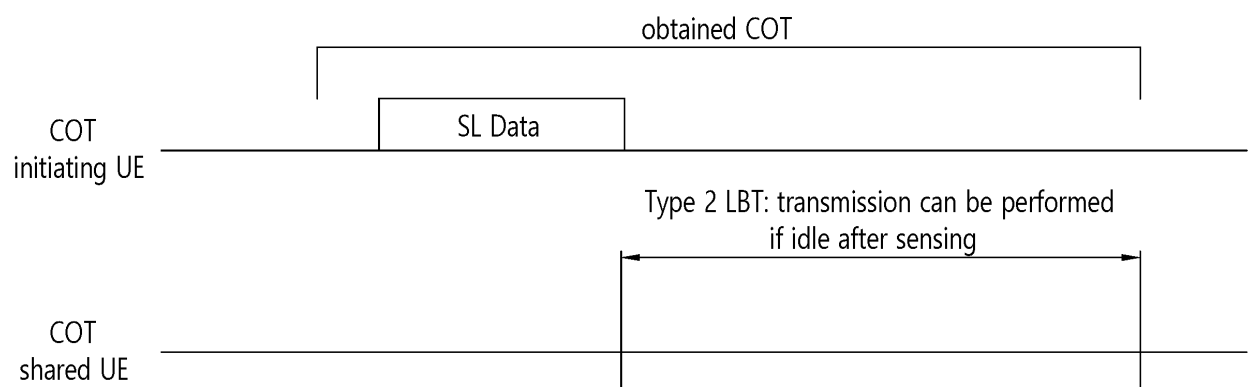 obtained COT
COT
initiating UE
SL Data
Type 2 LBT: transmission can be performed
if idle after sensing
COT
shared UE